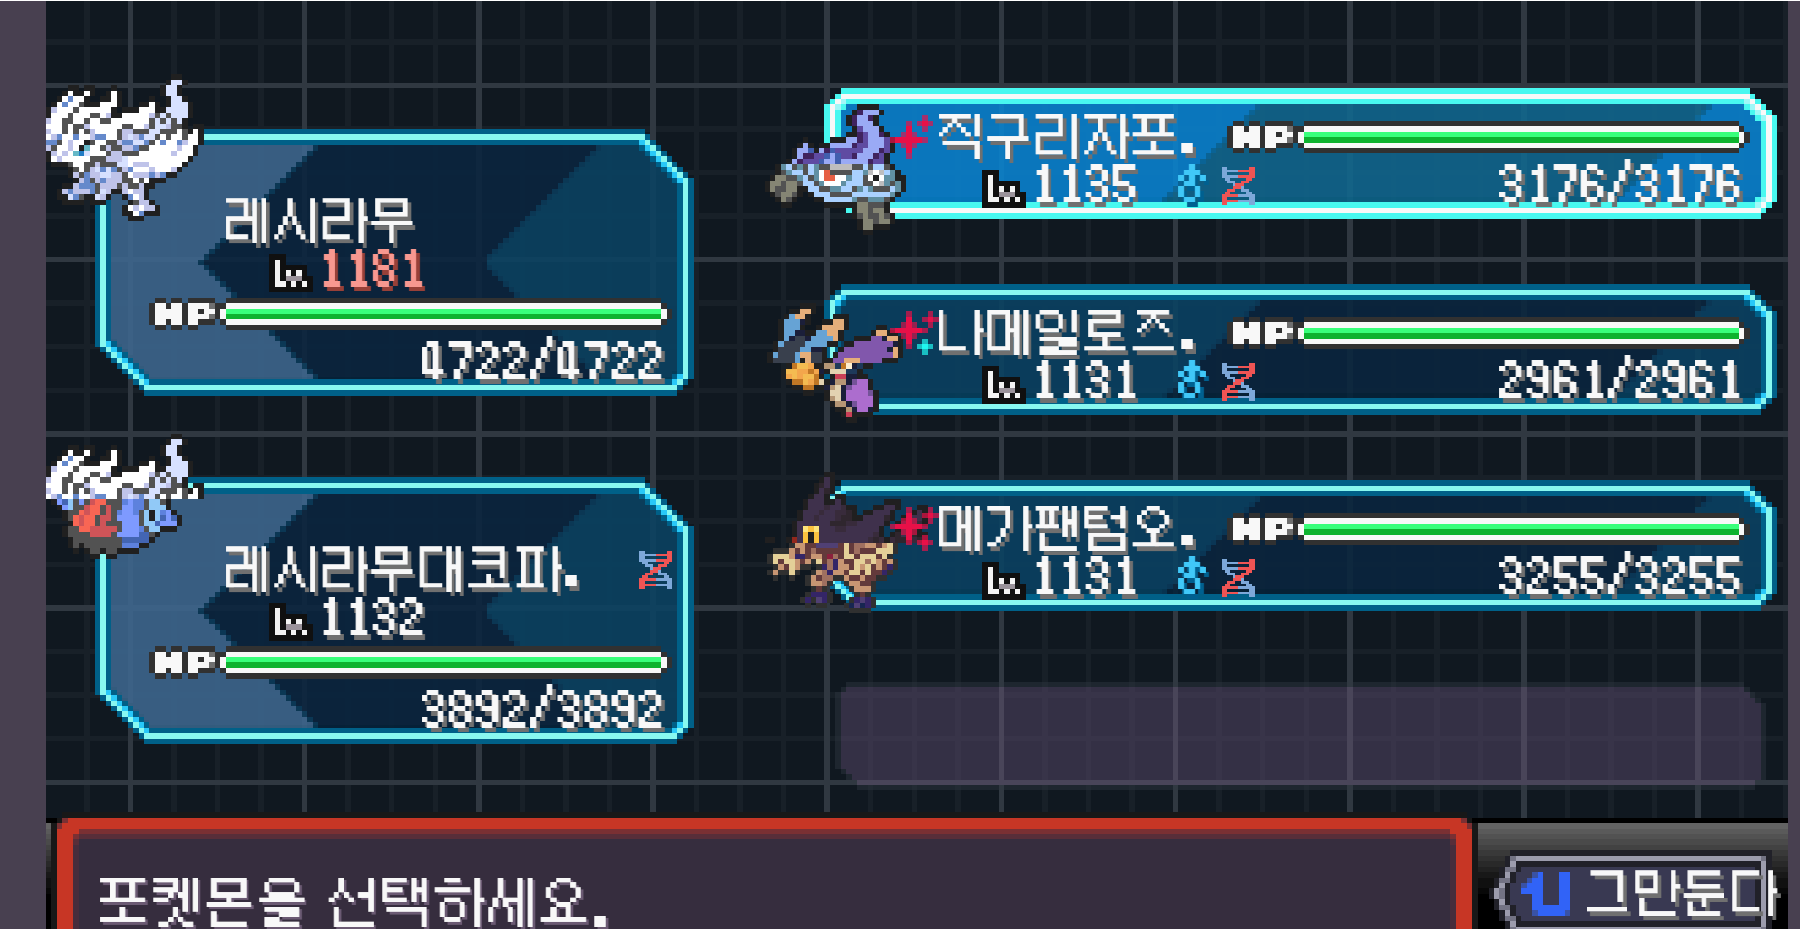 레시라무
Lv. 1181
HP
4722/4722
레시라무대코파.
Lv. 1132
HP
3892/3892
직구리자포. HP
Lv. 1135 3176/3176
나메일로즈. HP
Lv. 1131 2961/2961
메가팬텀오. HP
Lv. 1131 3255/3255
포켓몬을 선택하세요.
그만둔다